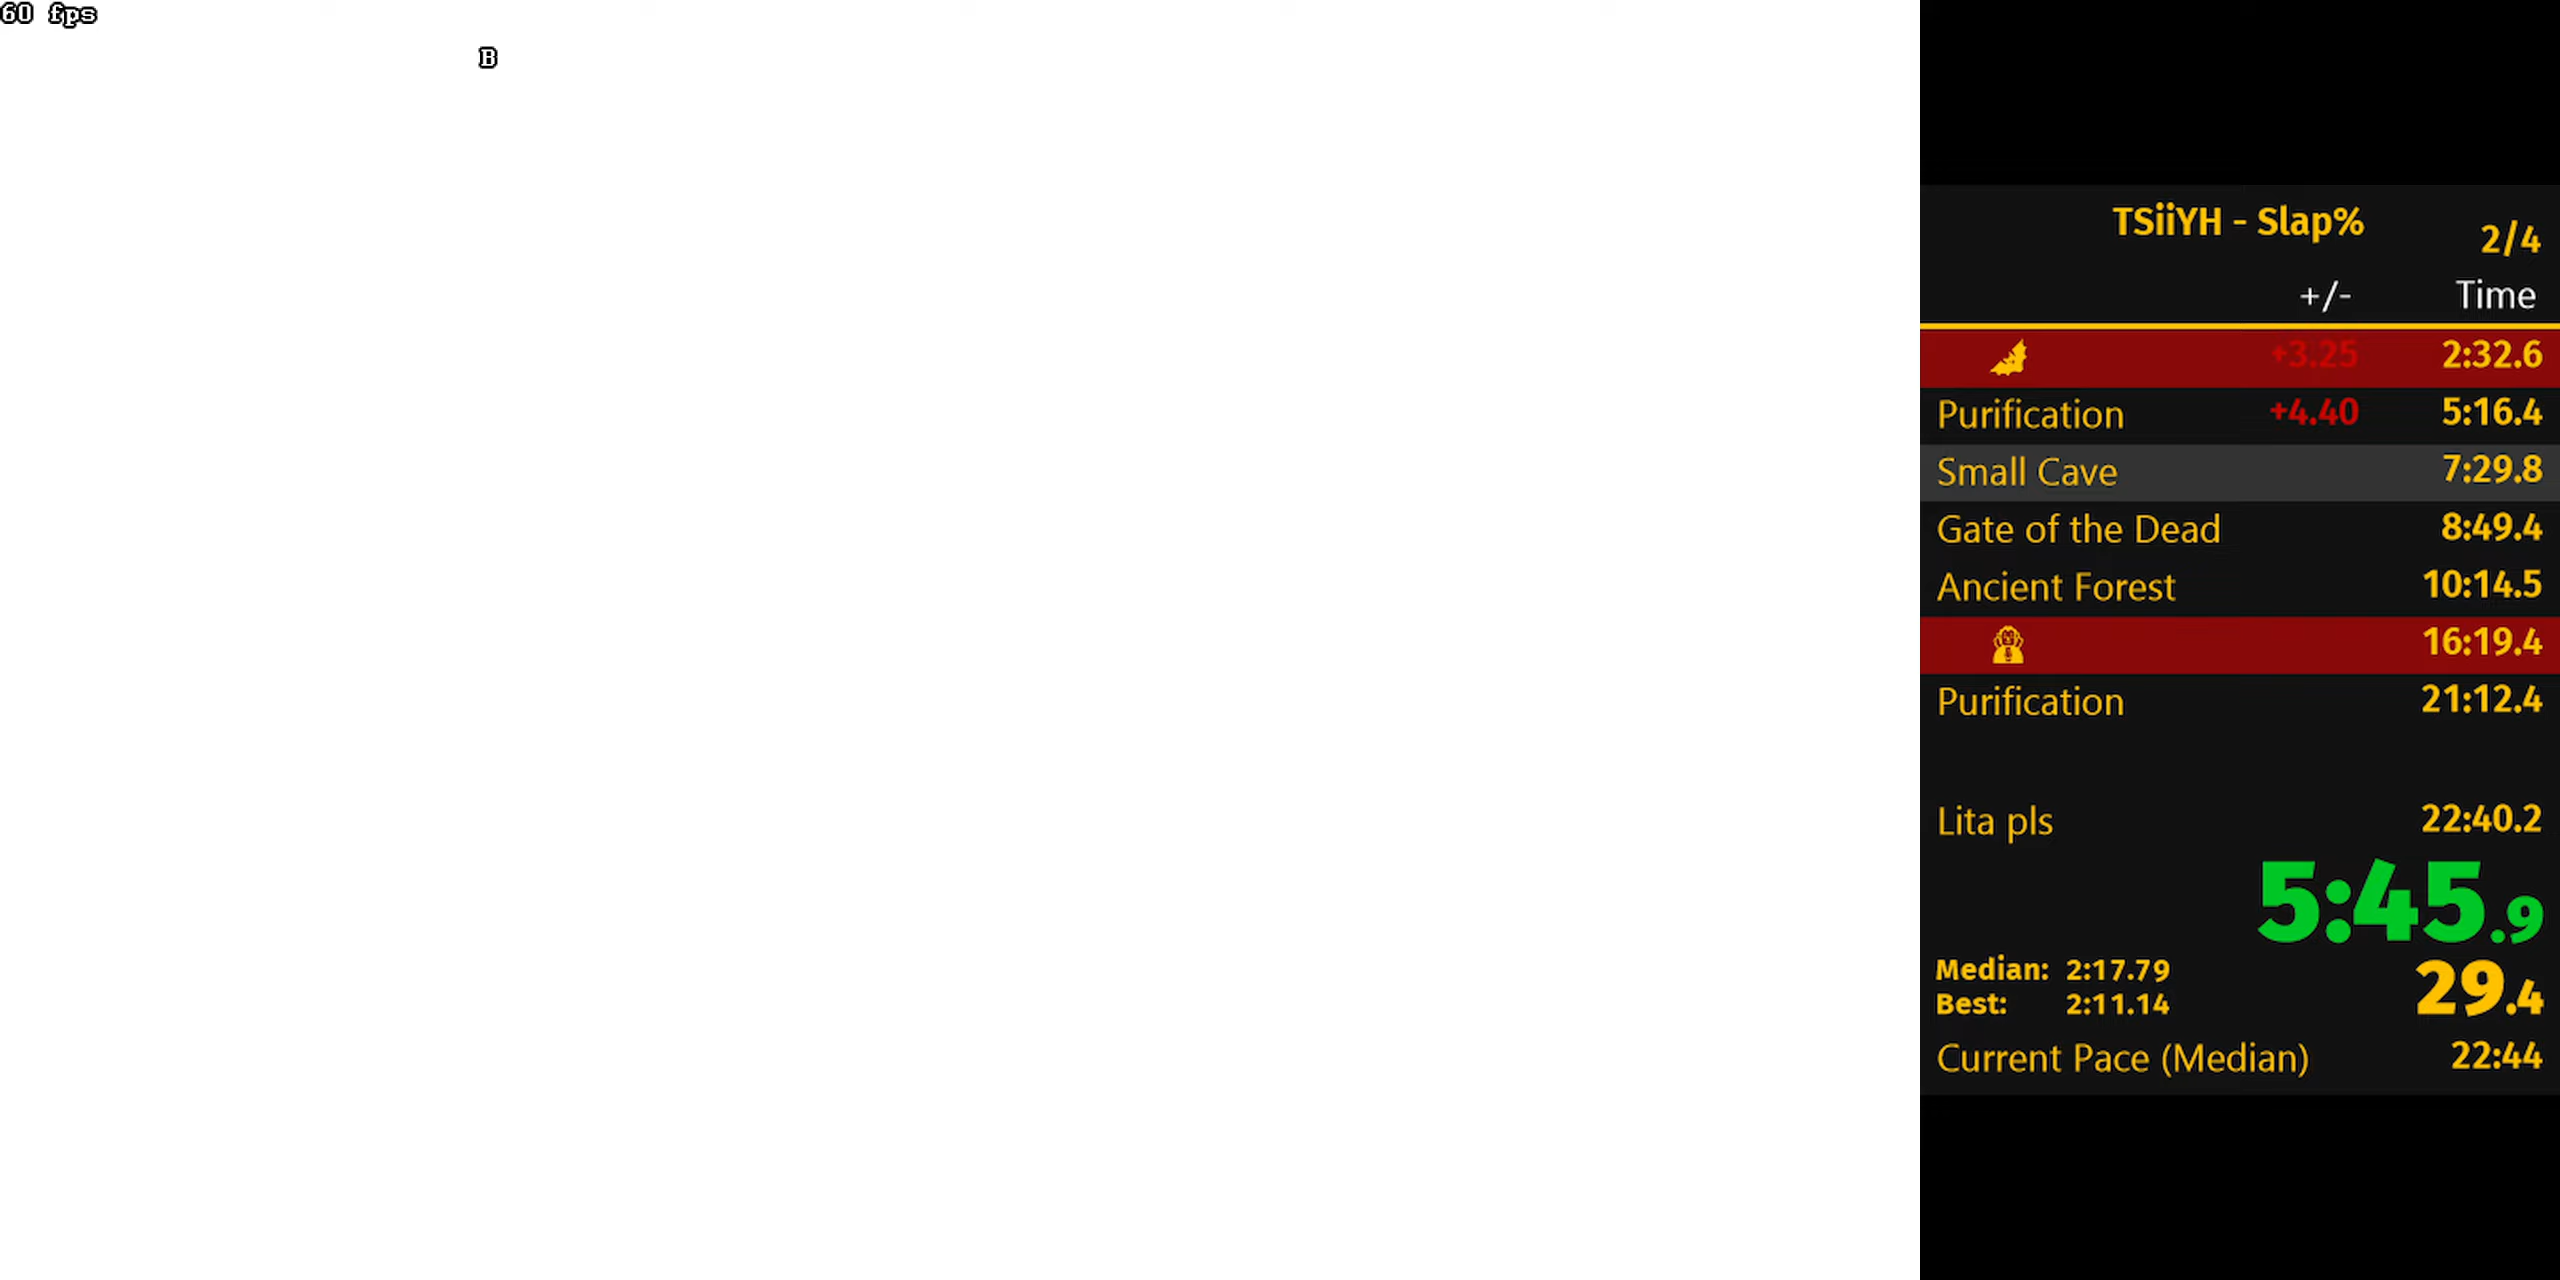 60 fps
B
TSiiYH - Slap%
2/4
+/- Time
+3.25 2:32.6
Purification +4.40 5:16.4
Small Cave 7:29.8
Gate of the Dead 8:49.4
Ancient Forest 10:14.5
16:19.4
Purification 21:12.4
Lita pls 22:40.2
5:45.9
Median: 2:17.79
Best: 2:11.14
29.4
Current Pace (Median) 22:44